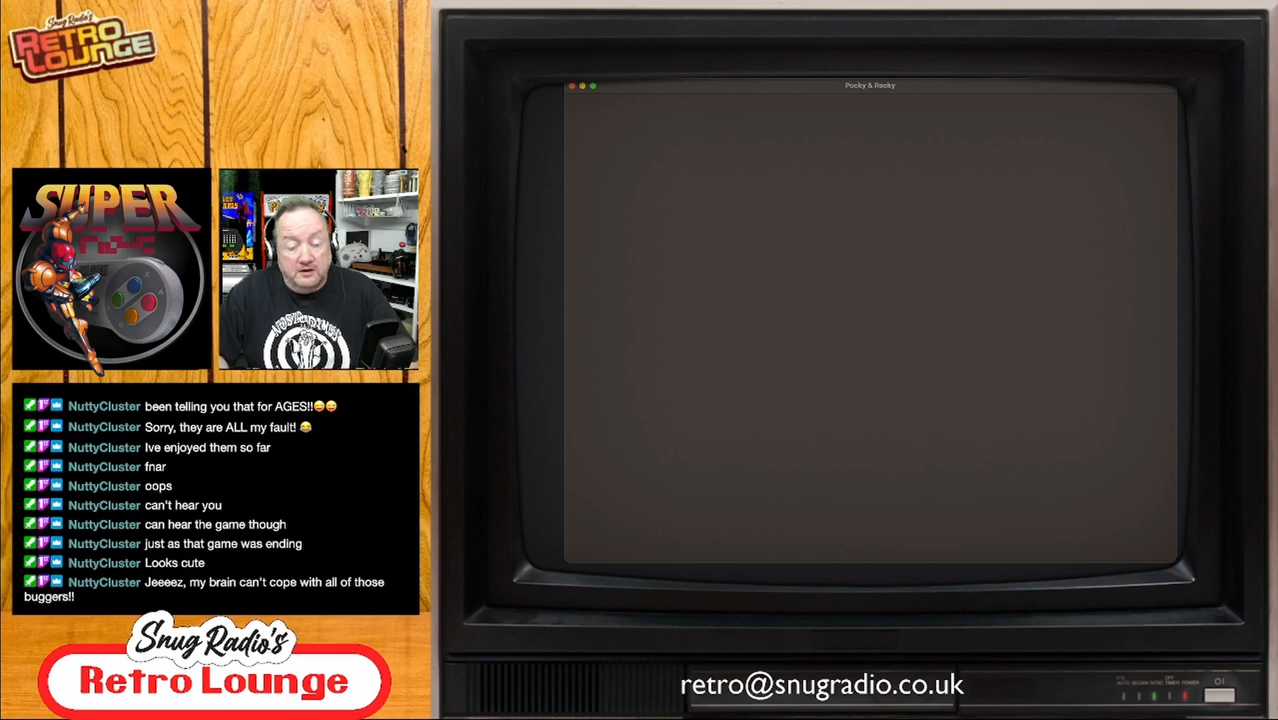 Snug Radio's
RETRO
LOUNGE
Pocky & Rocky
SUPER
NuttyCluster been telling you that for AGES!!😝😝
NuttyCluster Sorry, they are ALL my fault! 😂
NuttyCluster Ive enjoyed them so far
NuttyCluster fnar
NuttyCluster oops
NuttyCluster can't hear you
NuttyCluster can hear the game though
NuttyCluster just as that game was ending
NuttyCluster Looks cute
NuttyCluster Jeeeez, my brain can't cope with all of those
buggers!!
Snug Radio's
Retro Lounge
retro@snugradio.co.uk
POWER